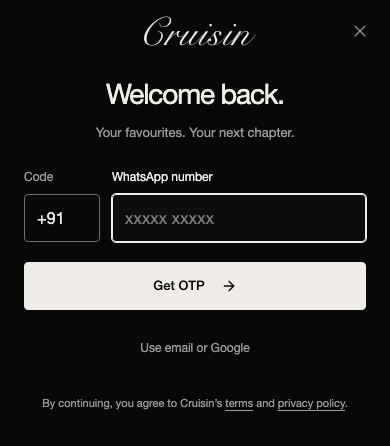 Cruisin
Welcome back.
Your favourites. Your next chapter.
Code WhatsApp number
+91 XXXXX XXXXX
Get OTP →
Use email or Google
By continuing, you agree to Cruisin's terms and privacy policy.